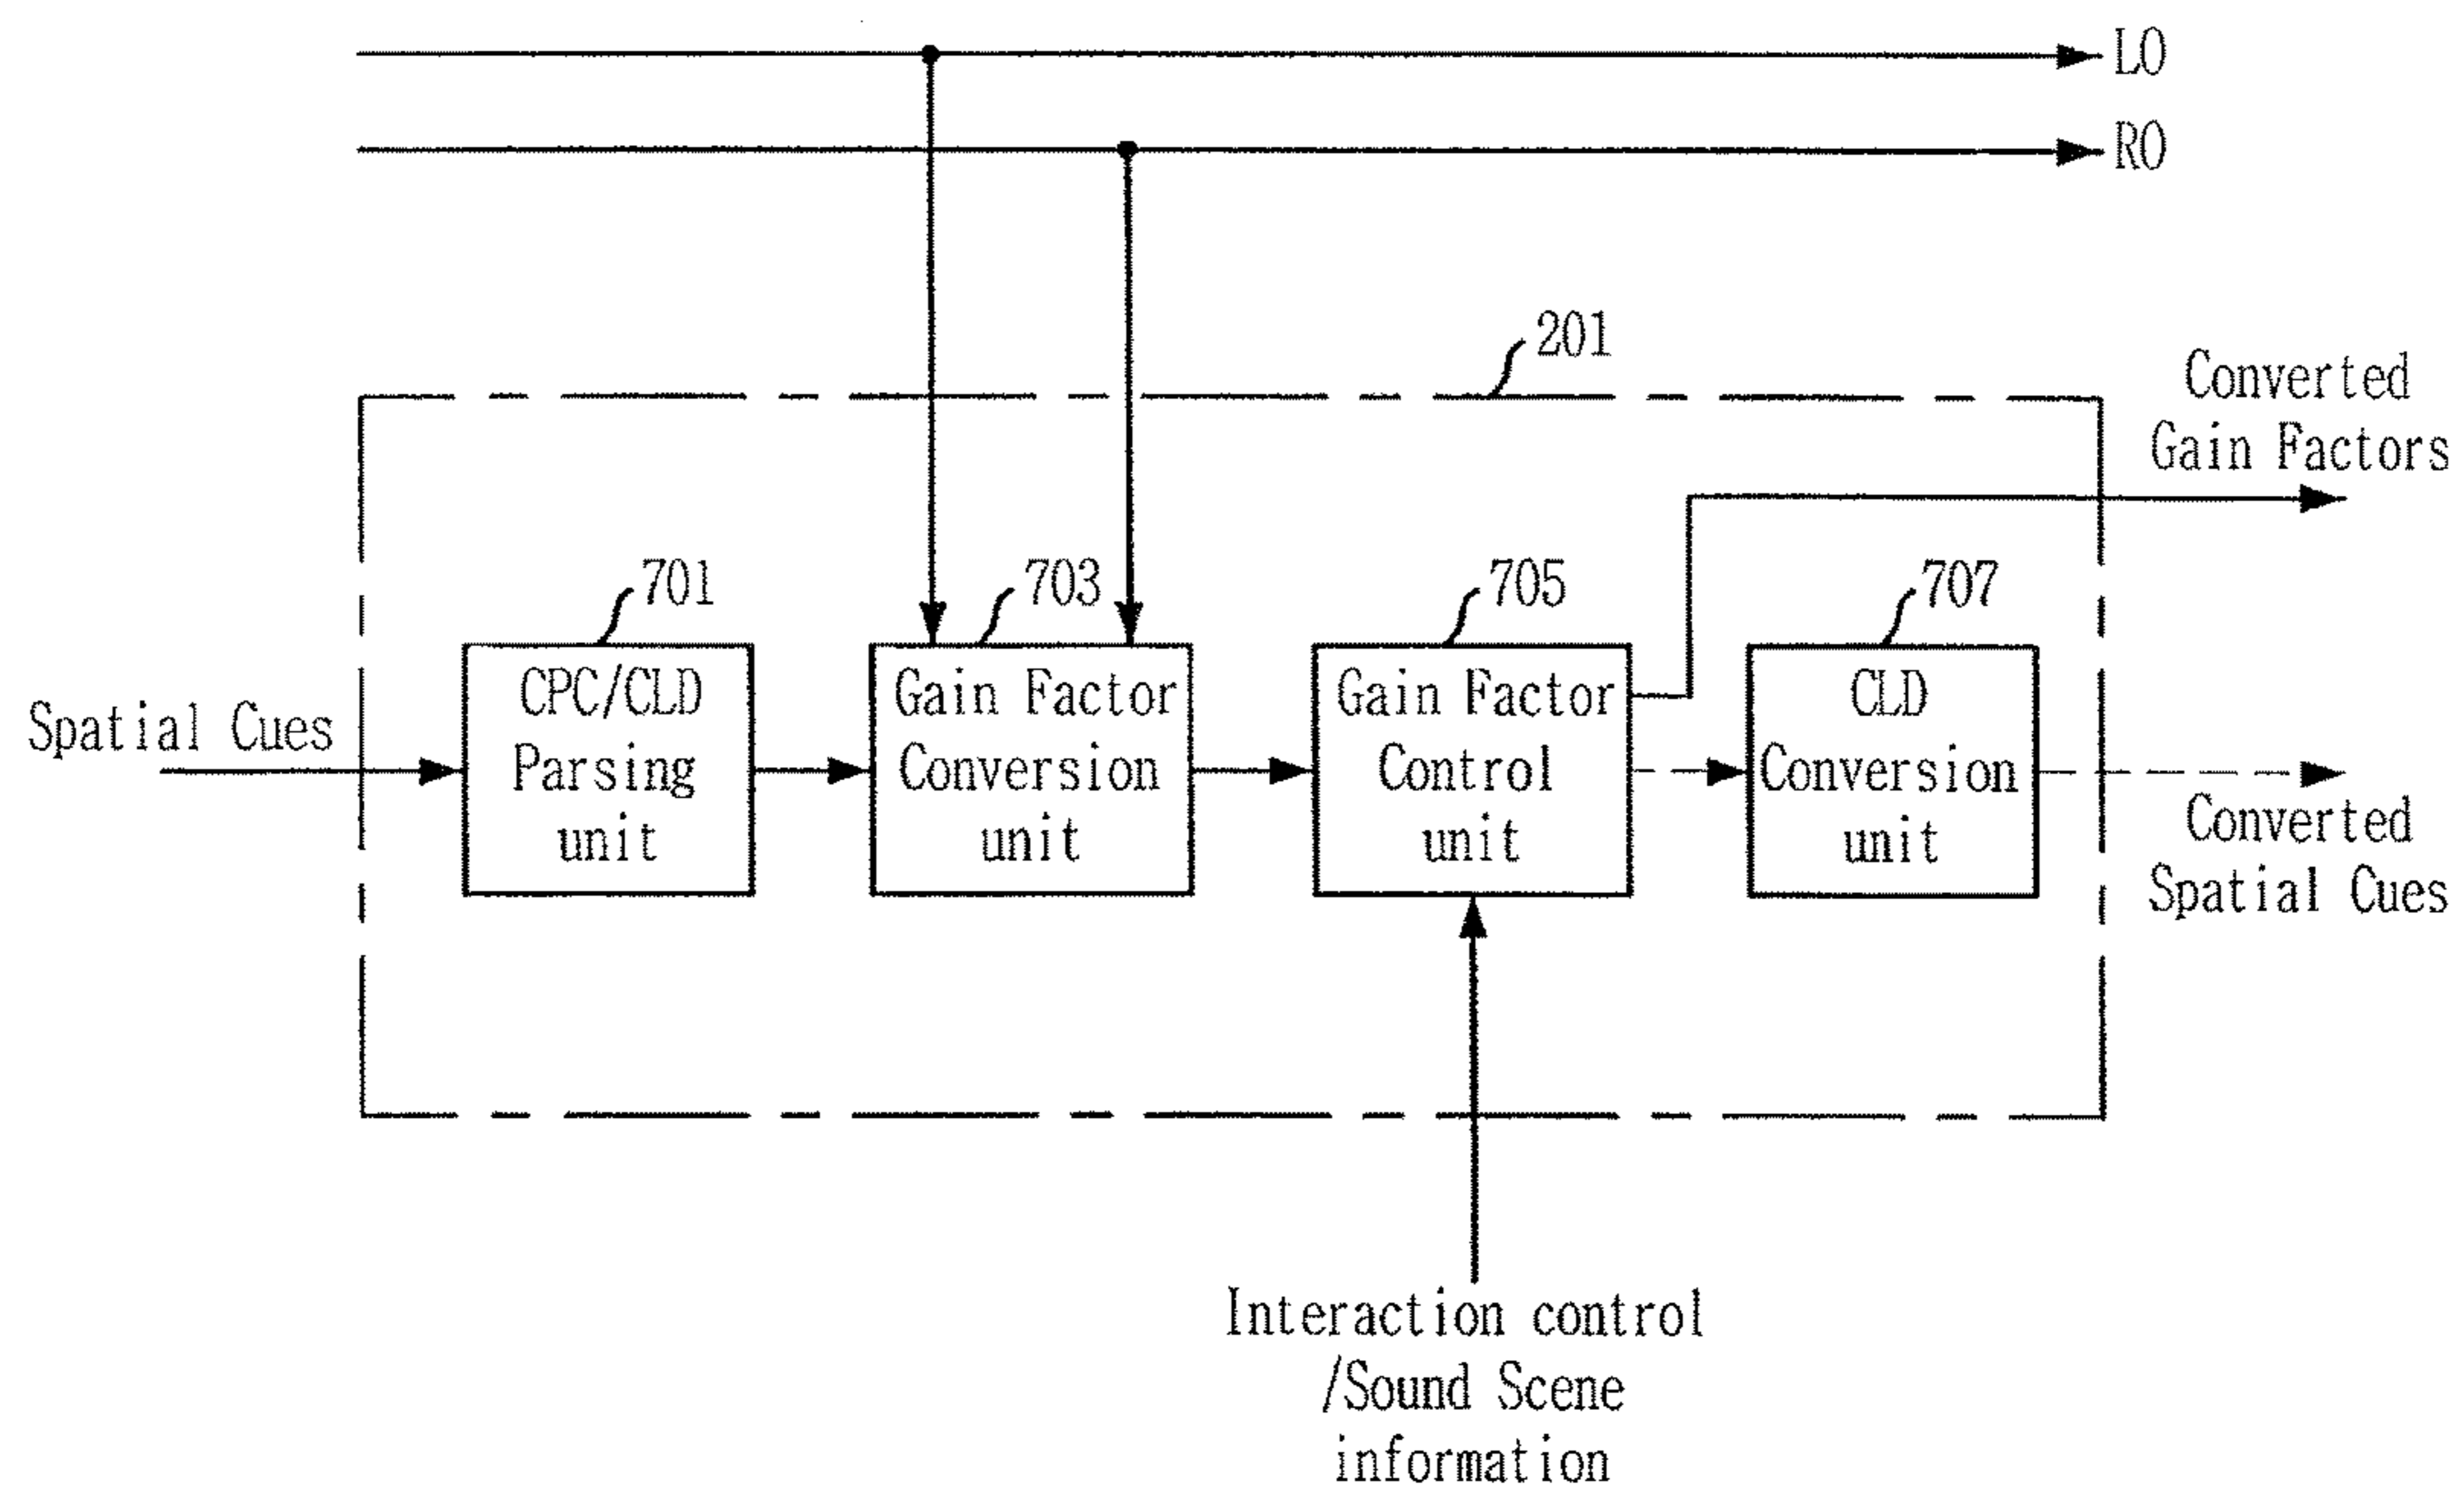 LO
RO
201
Converted
Gain Factors
701
703
705
707
Spatial Cues
CPC/CLD
Parsing
unit
Gain Factor
Conversion
unit
Gain Factor
Control
unit
CLD
Conversion
unit
Converted
Spatial Cues
Interaction control
/Sound Scene
information